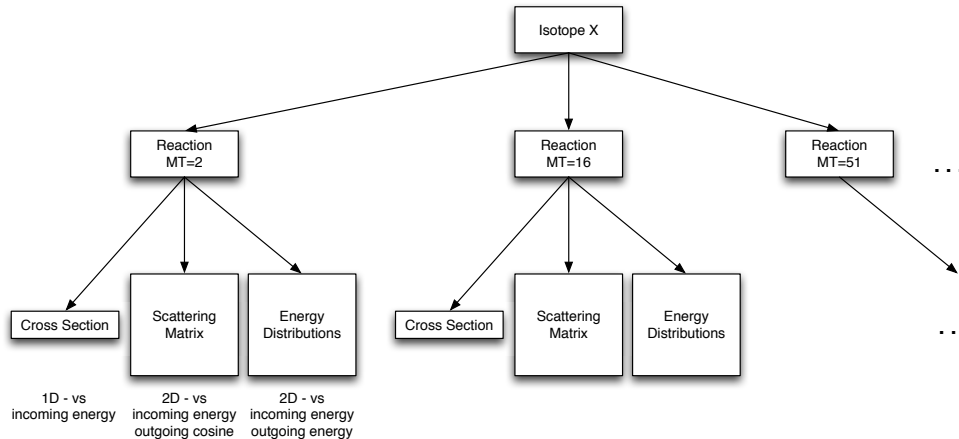 Isotope X
Reaction
MT=2
Reaction
MT=16
Reaction
MT=51
. . .
Cross Section
Scattering
Matrix
Energy
Distributions
Cross Section
Scattering
Matrix
Energy
Distributions
. . .
1D - vs
incoming energy
2D - vs
incoming energy
outgoing cosine
2D - vs
incoming energy
outgoing energy